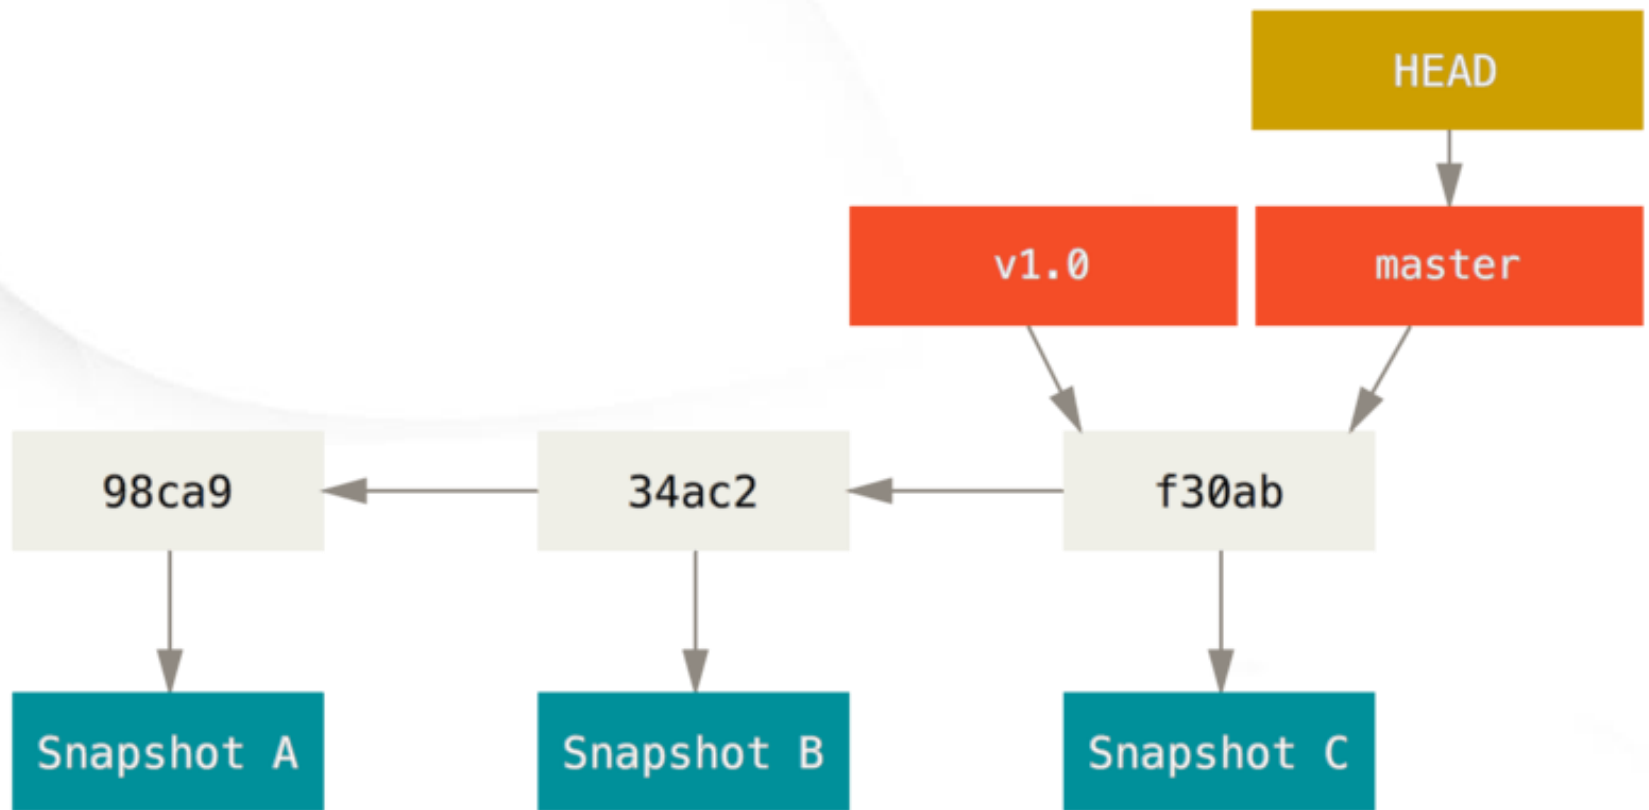 HEAD
v1.0
master
98ca9
34ac2
f30ab
Snapshot A
Snapshot B
Snapshot C